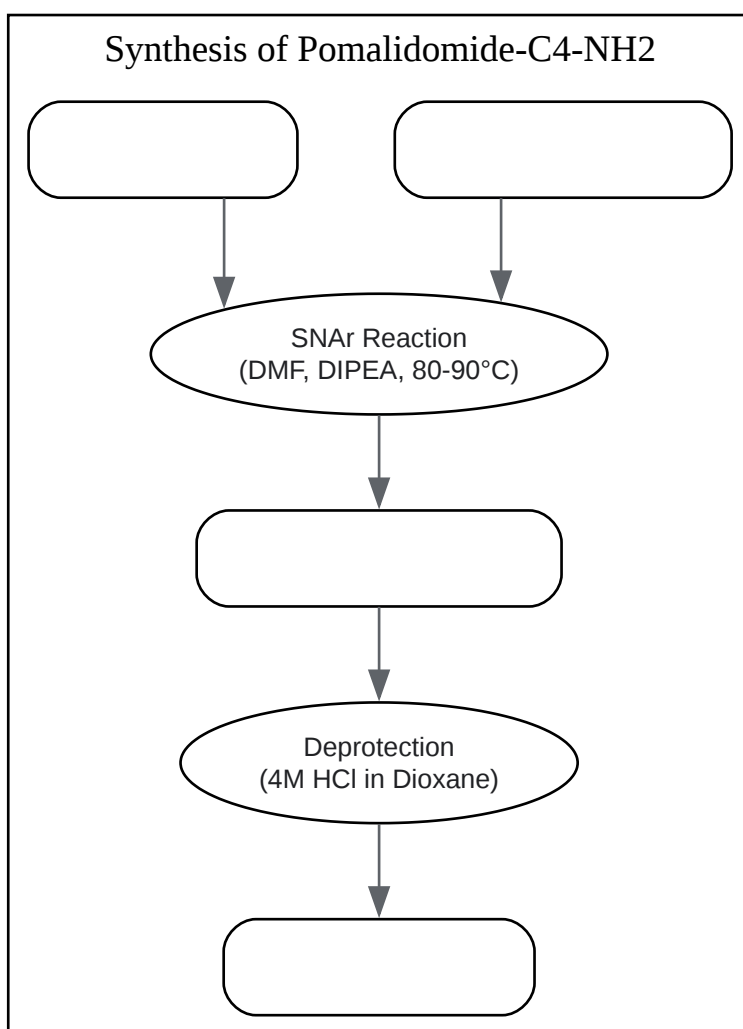 Synthesis of Pomalidomide-C4-NH2
SNAr Reaction
(DMF, DIPEA, 80-90°C)
Deprotection
(4M HCl in Dioxane)